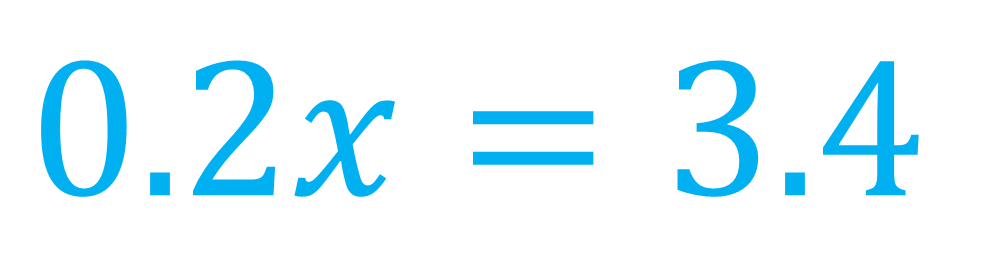 0.2x = 3.4